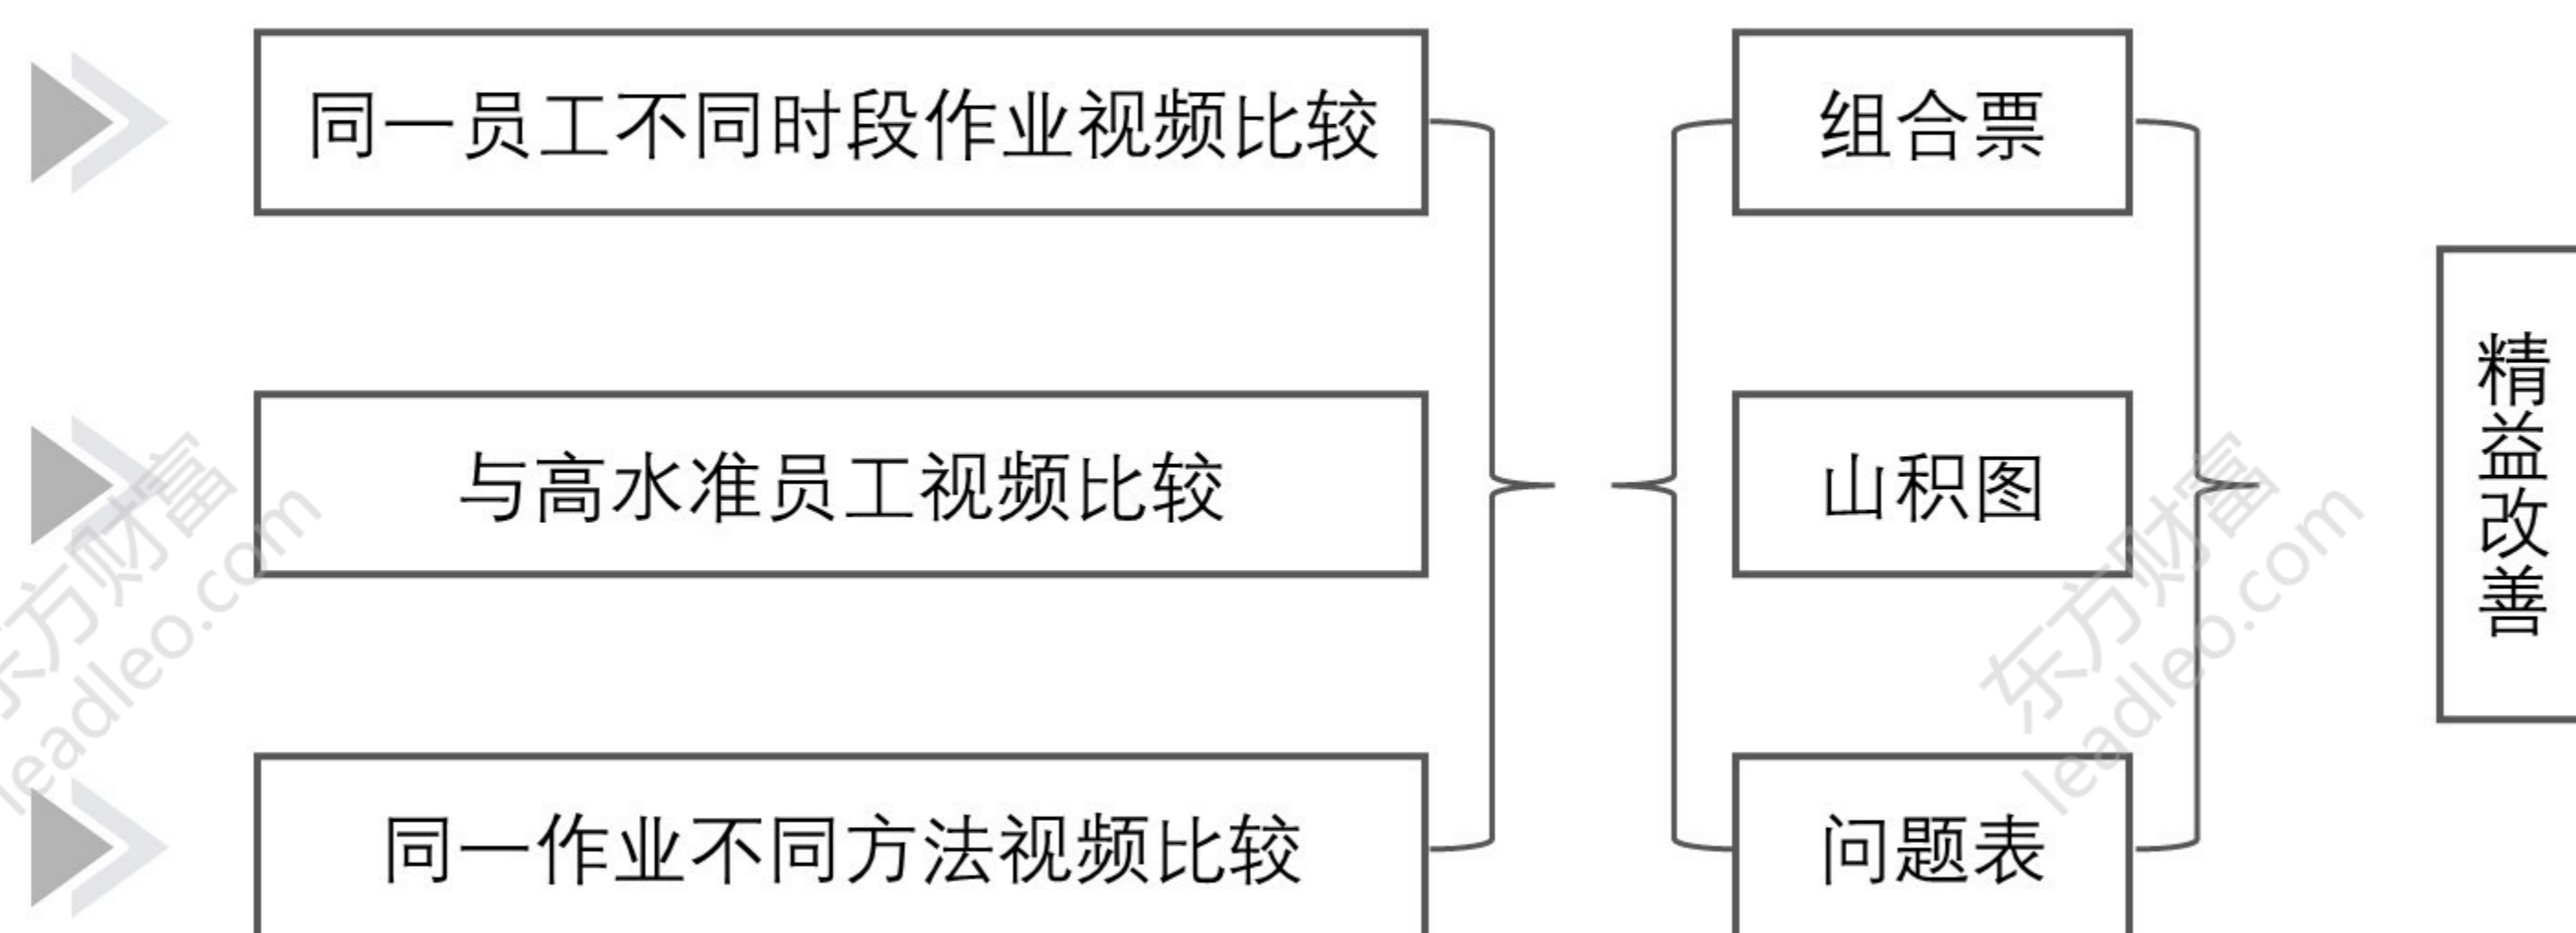 同一员工不同时段作业视频比较
组合票
与高水准员工视频比较
山积图
精益改善
同一作业不同方法视频比较
问题表
东方财富
leadleo.com
东方财富
leadleo.com